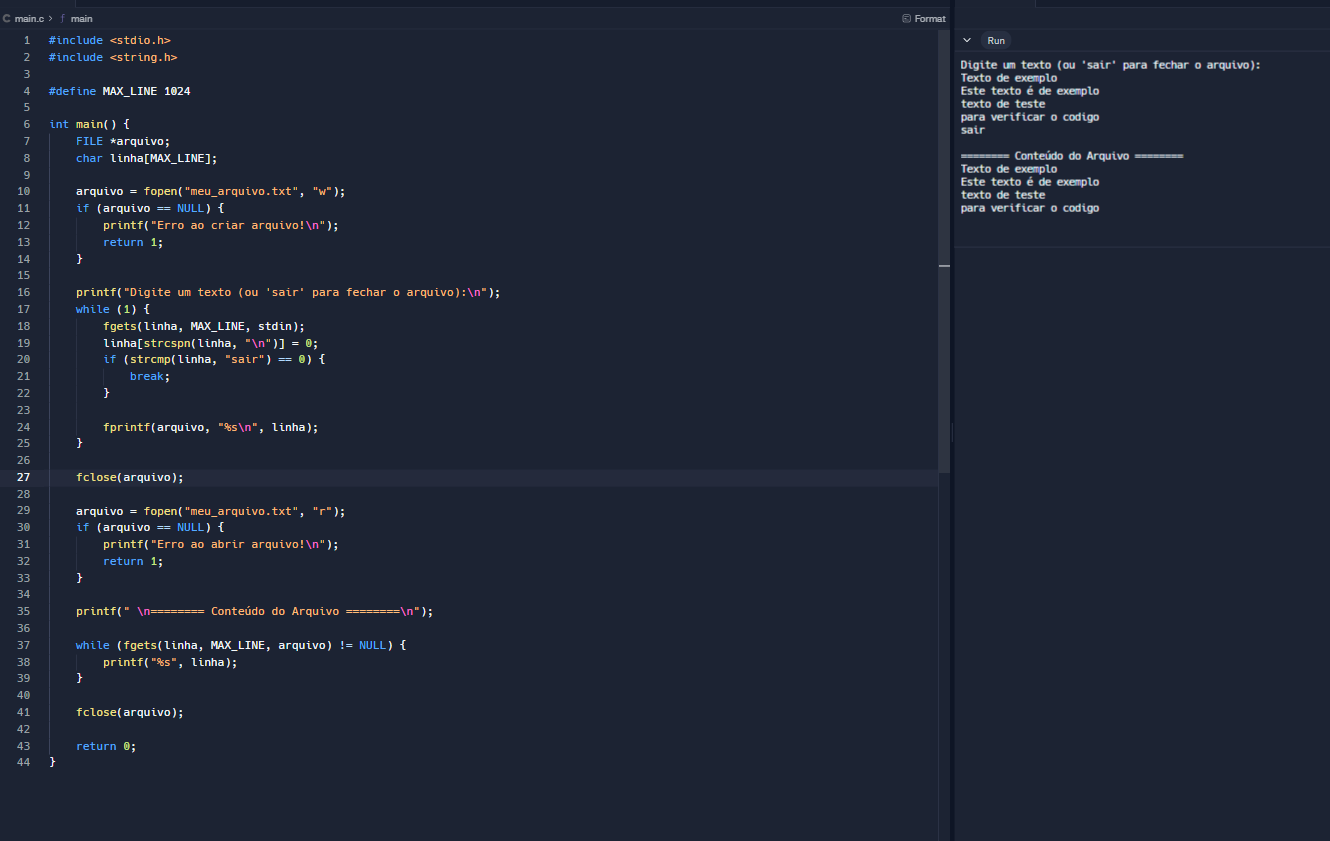 main.c > f main
Format
1 #include <stdio.h>
2 #include <string.h>
3
4 #define MAX_LINE 1024
5
6 int main() {
7     FILE *arquivo;
8     char linha[MAX_LINE];
9
10     arquivo = fopen("meu_arquivo.txt", "w");
11     if (arquivo == NULL) {
12         printf("Erro ao criar arquivo!\n");
13         return 1;
14     }
15
16     printf("Digite um texto (ou 'sair' para fechar o arquivo):\n");
17     while (1) {
18         fgets(linha, MAX_LINE, stdin);
19         linha[strcspn(linha, "\n")] = 0;
20         if (strcmp(linha, "sair") == 0) {
21             break;
22         }
23
24         fprintf(arquivo, "%s\n", linha);
25     }
26
27     fclose(arquivo);
28
29     arquivo = fopen("meu_arquivo.txt", "r");
30     if (arquivo == NULL) {
31         printf("Erro ao abrir arquivo!\n");
32         return 1;
33     }
34
35     printf(" \n======== Conteúdo do Arquivo ========\n");
36
37     while (fgets(linha, MAX_LINE, arquivo) != NULL) {
38         printf("%s", linha);
39     }
40
41     fclose(arquivo);
42
43     return 0;
44 }
Run
Digite um texto (ou 'sair' para fechar o arquivo):
Texto de exemplo
Este texto é de exemplo
texto de teste
para verificar o codigo
sair

======== Conteúdo do Arquivo ========
Texto de exemplo
Este texto é de exemplo
texto de teste
para verificar o codigo